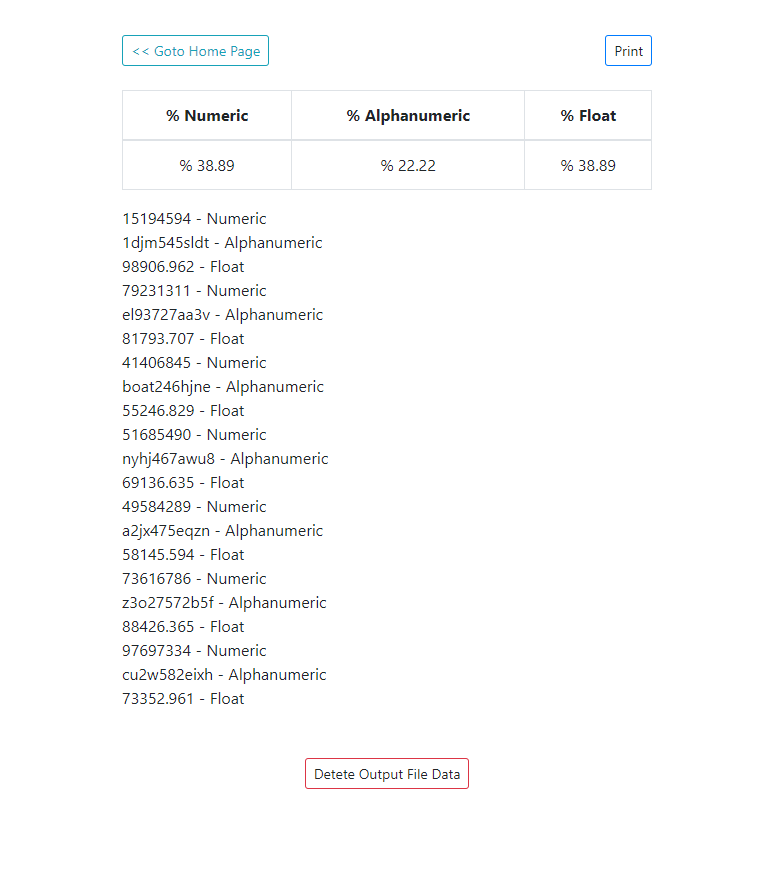 << Goto Home Page Print
% Numeric % Alphanumeric % Float
% 38.89 % 22.22 % 38.89
15194594 - Numeric
1djm545sldt - Alphanumeric
98906.962 - Float
79231311 - Numeric
el93727aa3v - Alphanumeric
81793.707 - Float
41406845 - Numeric
boat246hjne - Alphanumeric
55246.829 - Float
51685490 - Numeric
nyhj467awu8 - Alphanumeric
69136.635 - Float
49584289 - Numeric
a2jx475eqzn - Alphanumeric
58145.594 - Float
73616786 - Numeric
z3o27572b5f - Alphanumeric
88426.365 - Float
97697334 - Numeric
cu2w582eixh - Alphanumeric
73352.961 - Float
Detete Output File Data